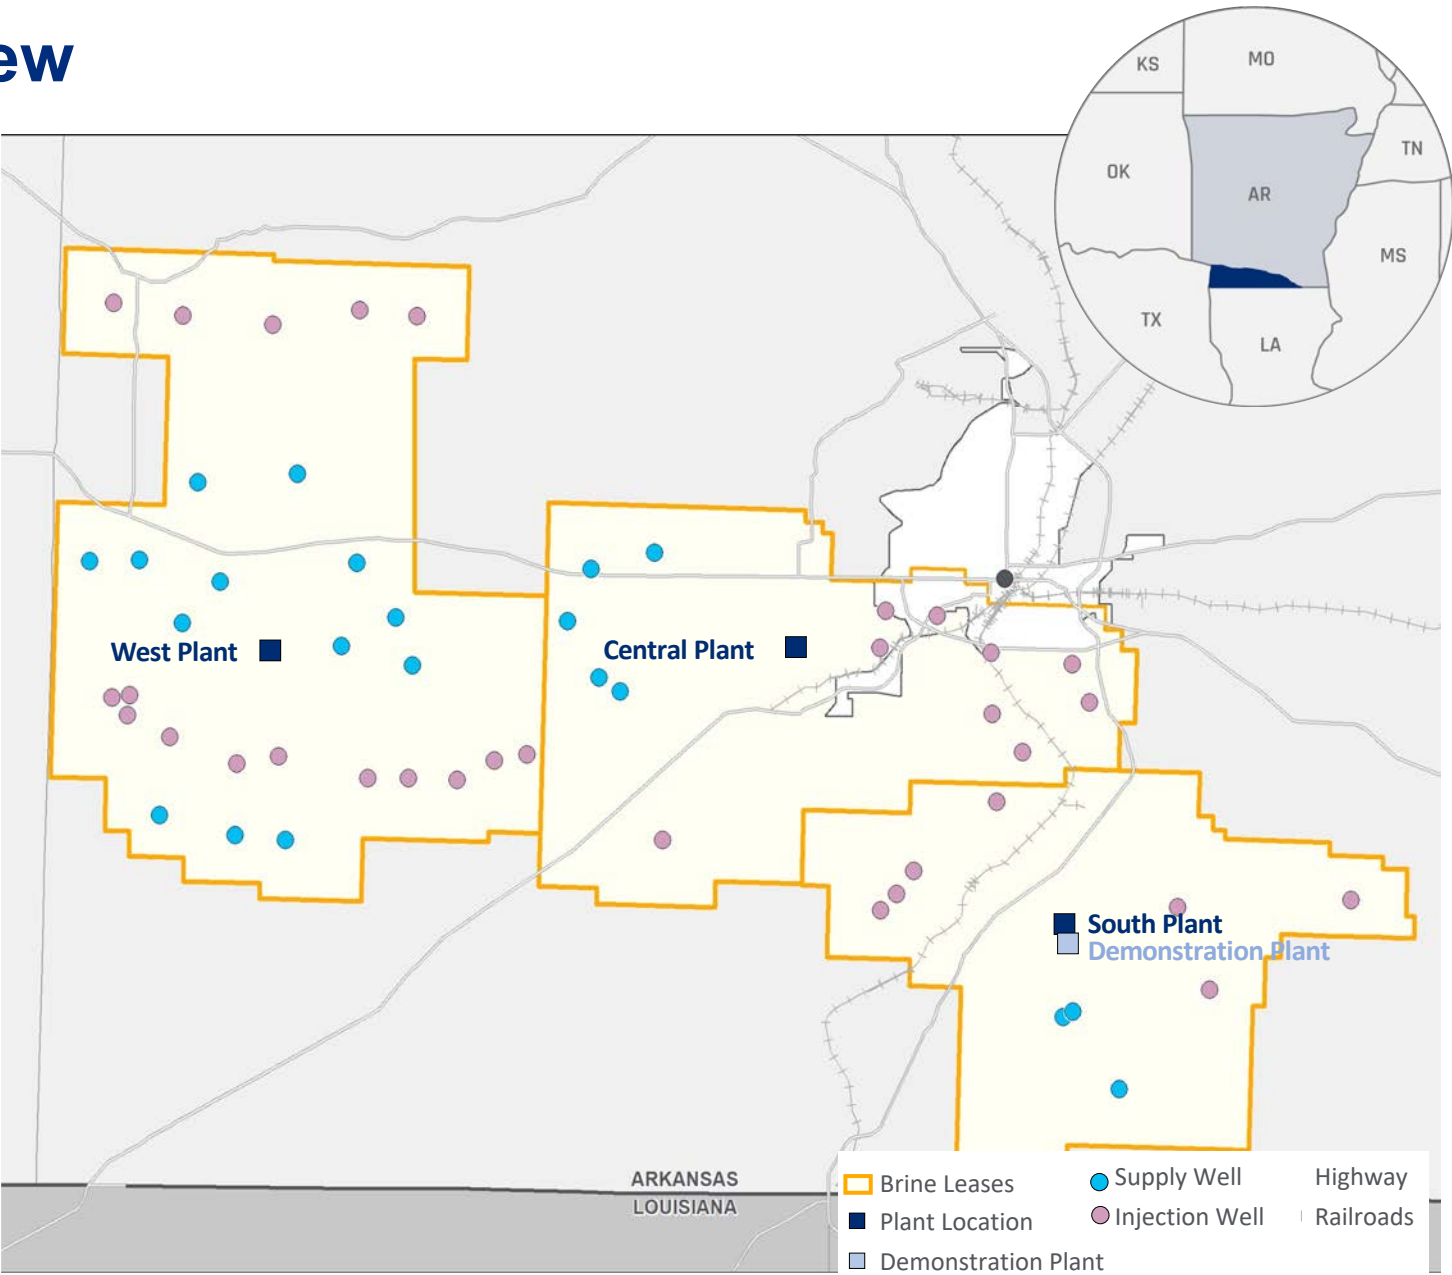 ew
KS
MO
OK
TN
AR
MS
TX
LA
West Plant
Central Plant
South Plant
Demonstration Plant
ARKANSAS
LOUISIANA
Brine Leases
Supply Well
Highway
Plant Location
Injection Well
Railroads
Demonstration Plant